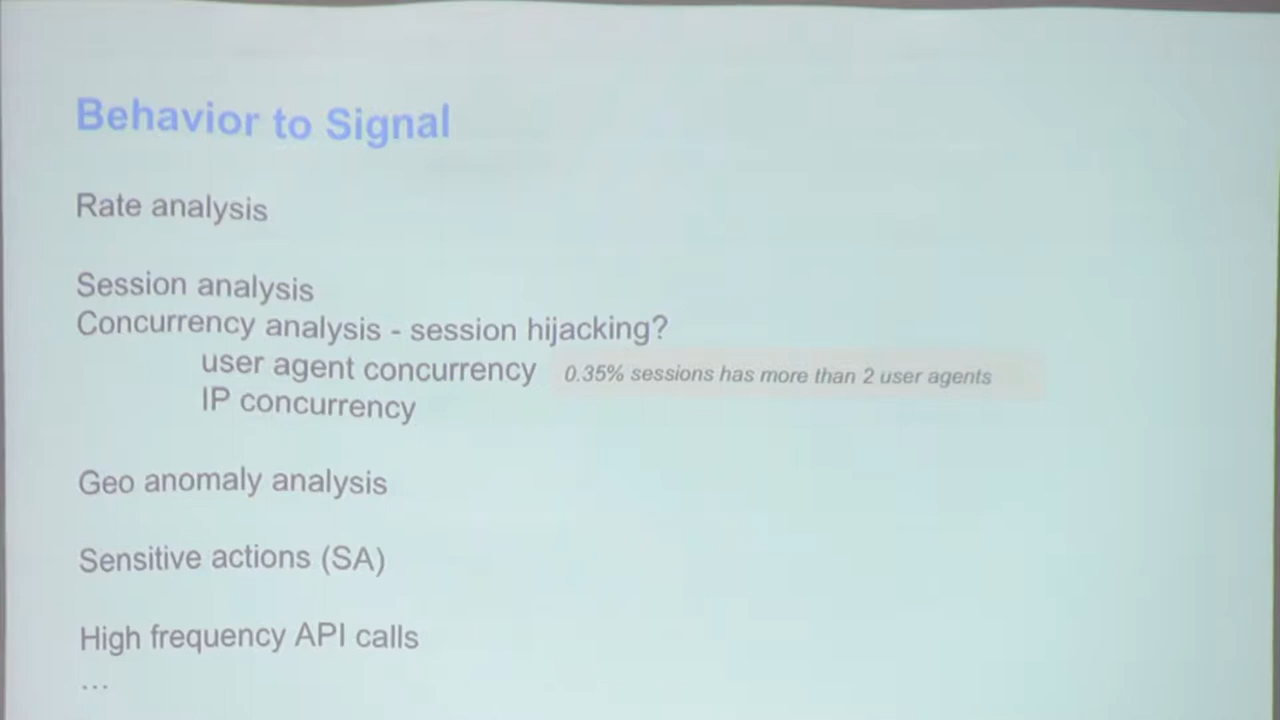 Behavior to Signal
Rate analysis
Session analysis
Concurrency analysis - session hijacking?
user agent concurrency 0.35% sessions has more than 2 user agents
IP concurrency
Geo anomaly analysis
Sensitive actions (SA)
High frequency API calls
...